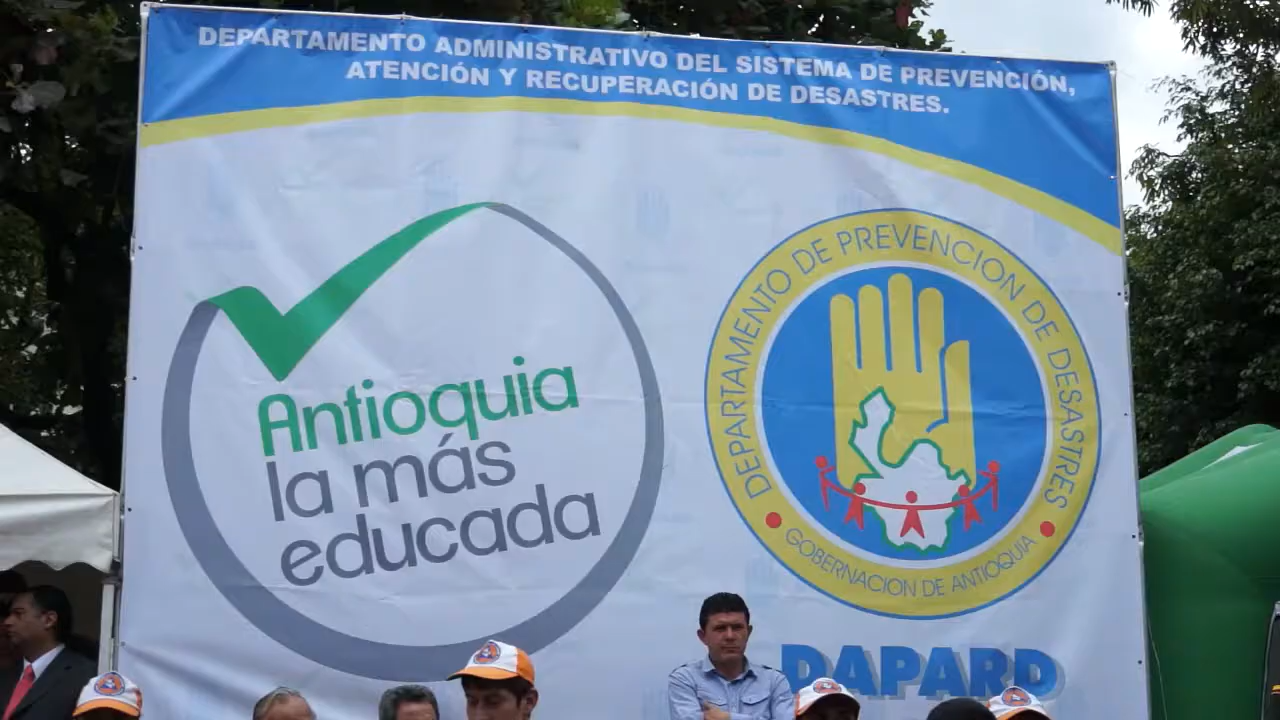 DEPARTAMENTO ADMINISTRATIVO DEL SISTEMA DE PREVENCIÓN,
ATENCIÓN Y RECUPERACIÓN DE DESASTRES.
Antioquia
la más
educada
DEPARTAMENTO DE PREVENCION DE DESASTRES
GOBERNACION DE ANTIOQUIA
DAPARD